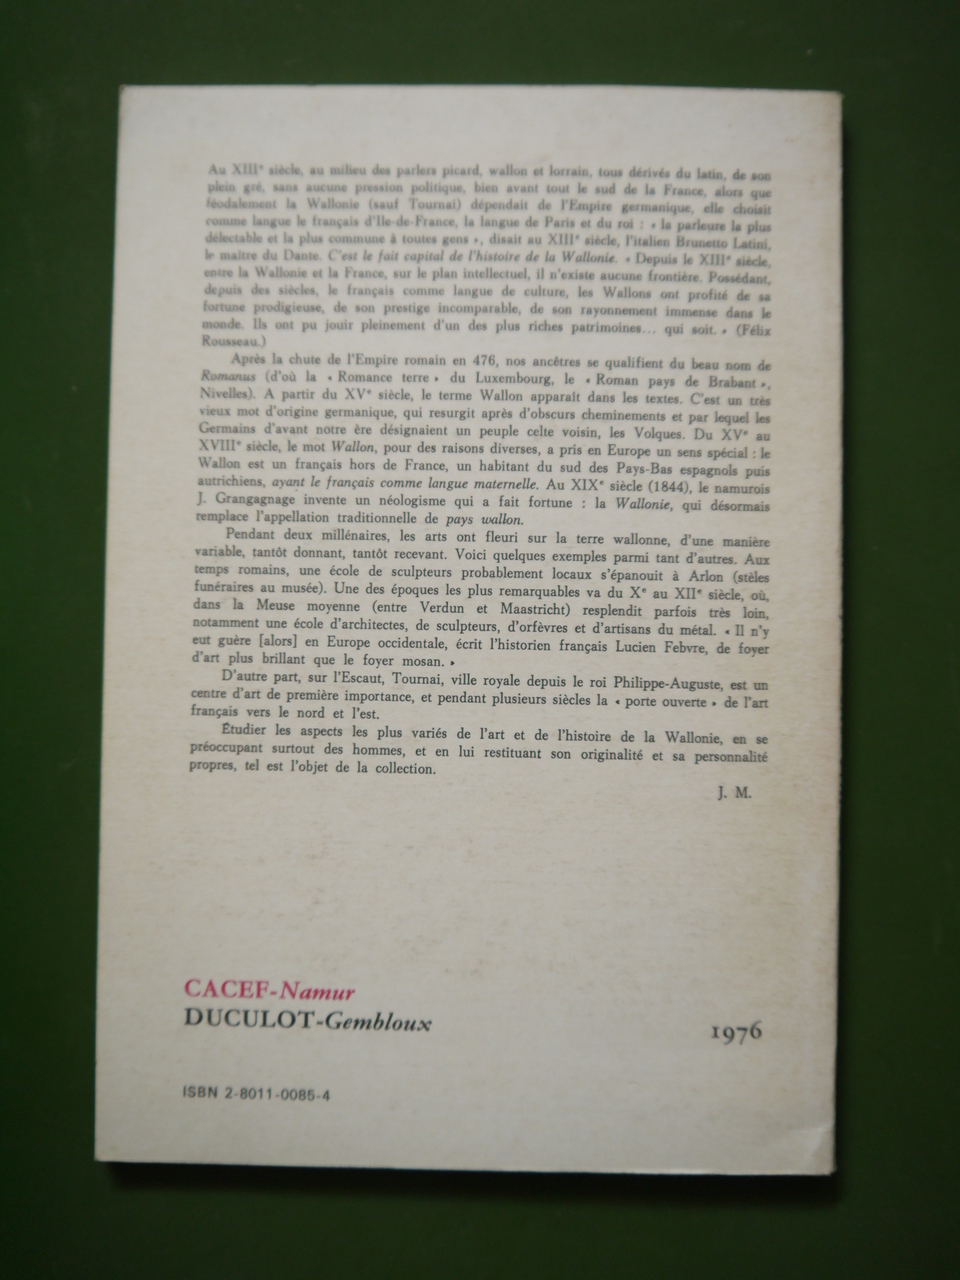 Au XIIIᵉ siècle, au milieu des parlers picard, wallon et lorrain, tous dérivés du latin, de son
plein gré, sans aucune pression politique, bien avant tout le sud de la France, alors que
féodalement la Wallonie (sauf Tournai) dépendait de l'Empire germanique, elle choisit
comme langue le français d'Ile-de-France, la langue de Paris et du roi : « la parleure la plus
délectable et la plus commune à toutes gens », disait au XIIIᵉ siècle, l'italien Brunetto Latini,
le maître du Dante. C'est le fait capital de l'histoire de la Wallonie. « Depuis le XIIIᵉ siècle,
entre la Wallonie et la France, sur le plan intellectuel, il n'existe aucune frontière. Possédant,
depuis des siècles, le français comme langue de culture, les Wallons ont profité de sa
fortune prodigieuse, de son prestige incomparable, de son rayonnement immense dans le
monde. Ils ont pu jouir pleinement d'un des plus riches patrimoines... qui soit. » (Félix
Rousseau.)
Après la chute de l'Empire romain en 476, nos ancêtres se qualifient du beau nom de
Romanus (d'où la « Romance terre » du Luxembourg, le « Roman pays de Brabant »,
Nivelles). A partir du XVᵉ siècle, le terme Wallon apparaît dans les textes. C'est un très
vieux mot d'origine germanique, qui resurgit après d'obscurs cheminements et par lequel les
Germains d'avant notre ère désignaient un peuple celte voisin, les Volques. Du XVᵉ au
XVIIIᵉ siècle, le mot Wallon, pour des raisons diverses, a pris en Europe un sens spécial : le
Wallon est un français hors de France, un habitant du sud des Pays-Bas espagnols puis
autrichiens, ayant le français comme langue maternelle. Au XIXᵉ siècle (1844), le namurois
J. Grangagnage invente un néologisme qui a fait fortune : la Wallonie, qui désormais
remplace l'appellation traditionnelle de pays wallon.
Pendant deux millénaires, les arts ont fleuri sur la terre wallonne, d'une manière
variable, tantôt donnant, tantôt recevant. Voici quelques exemples parmi tant d'autres. Aux
temps romains, une école de sculpteurs probablement locaux s'épanouit à Arlon (stèles
funéraires au musée). Une des époques les plus remarquables va du Xᵉ au XIIᵉ siècle, où,
dans la Meuse moyenne (entre Verdun et Maastricht) resplendit parfois très loin,
notamment une école d'architectes, de sculpteurs, d'orfèvres et d'artisans du métal. « Il n'y
eut guère [alors] en Europe occidentale, écrit l'historien français Lucien Febvre, de foyer
d'art plus brillant que le foyer mosan. »
D'autre part, sur l'Escaut, Tournai, ville royale depuis le roi Philippe-Auguste, est un
centre d'art de première importance, et pendant plusieurs siècles la « porte ouverte » de l'art
français vers le nord et l'est.
Étudier les aspects les plus variés de l'art et de l'histoire de la Wallonie, en se
préoccupant surtout des hommes, et en lui restituant son originalité et sa personnalité
propres, tel est l'objet de la collection.
J. M.
CACEF-Namur
DUCULOT-Gembloux
1976
ISBN 2-8011-0085-4